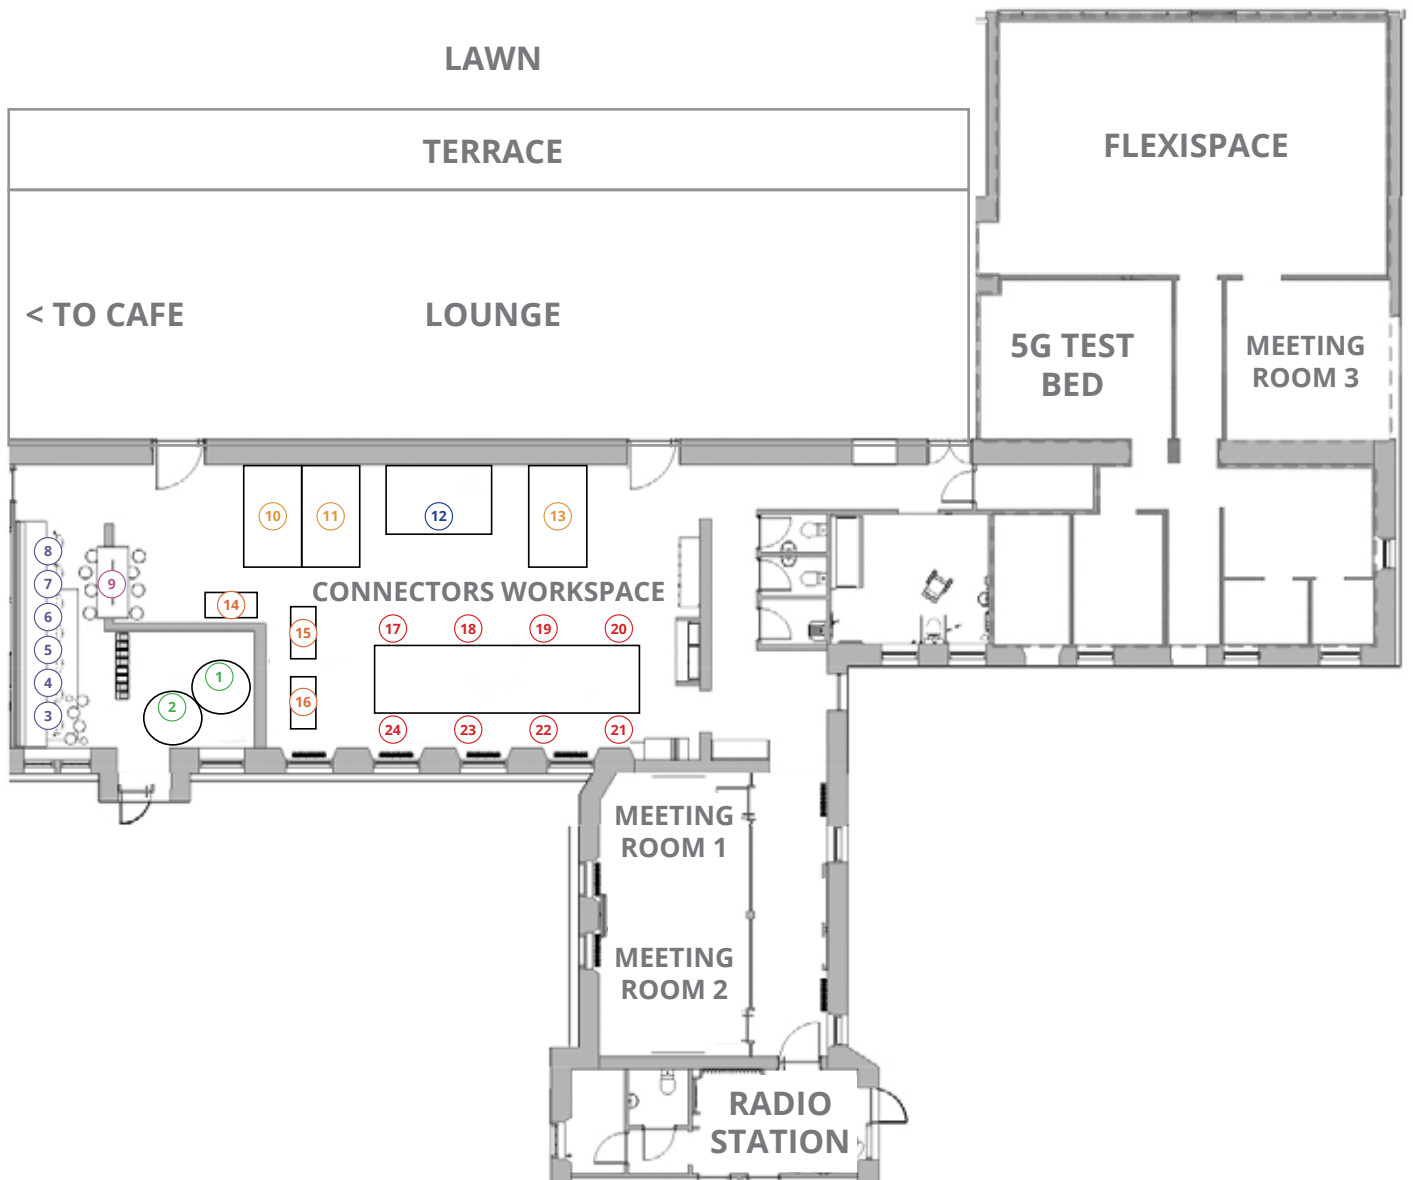 LAWN
TERRACE
FLEXISPACE
< TO CAFE
LOUNGE
5G TEST
BED
MEETING
ROOM 3
10
11
12
13
8
7
6
5
4
3
9
CONNECTORS WORKSPACE
14
15
16
1
2
17
18
19
20
24
23
22
21
MEETING
ROOM 1
MEETING
ROOM 2
RADIO
STATION